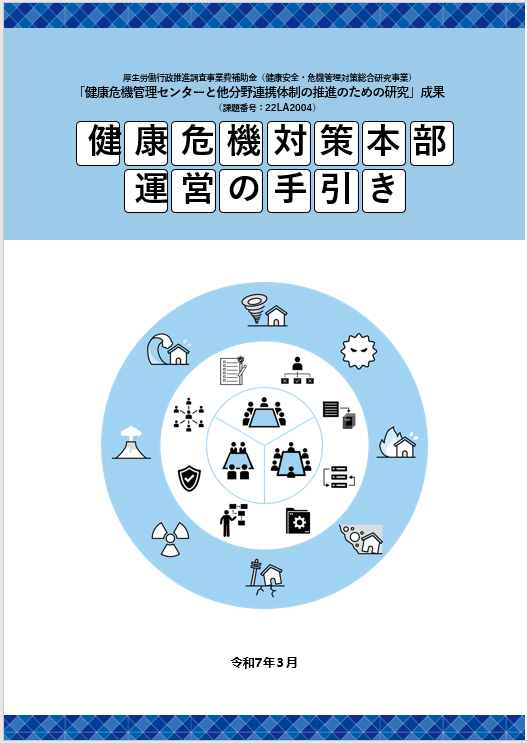 厚生労働行政推進調査事業費補助金（健康安全・危機管理対策総合研究事業）
「健康危機管理センターと他分野連携体制の推進のための研究」成果
（課題番号：22LA2004）
健康危機対策本部
運営の手引き
令和7年3月